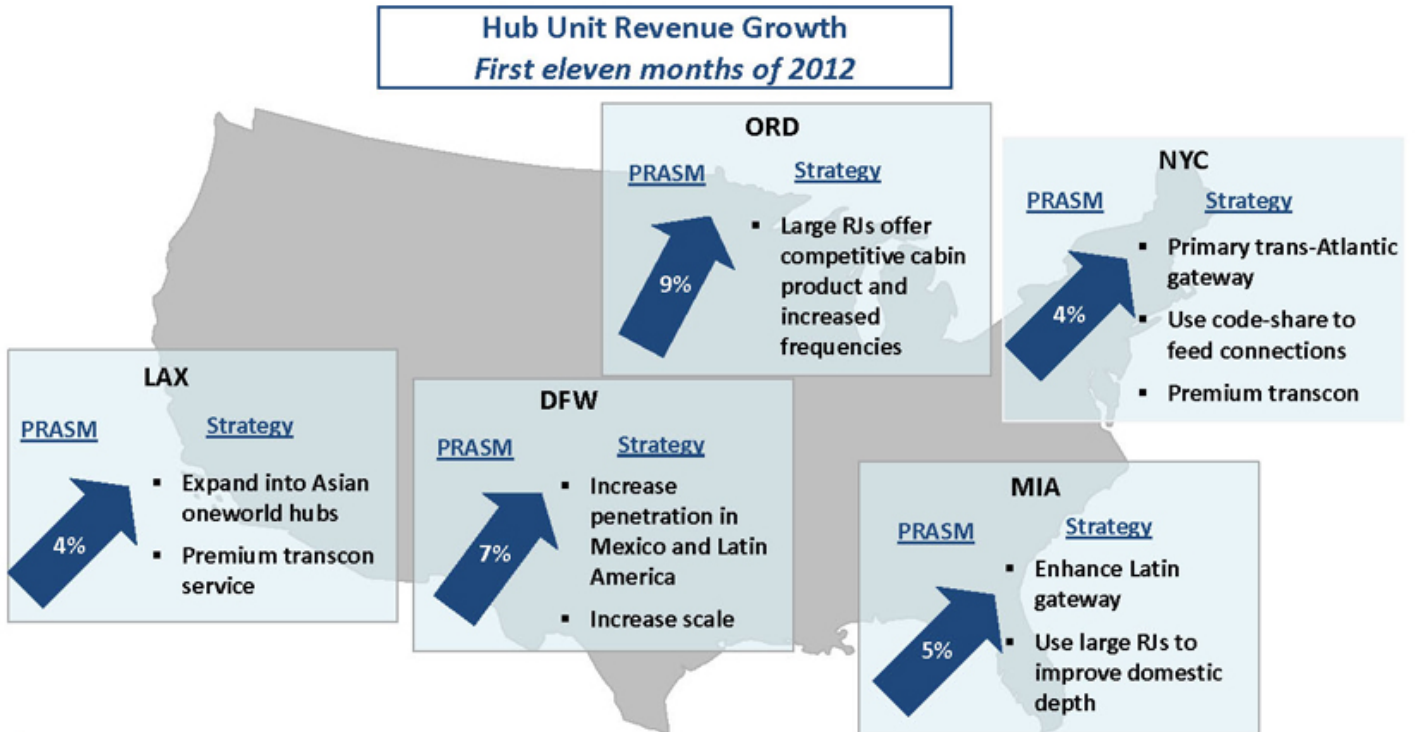 Hub Unit Revenue Growth
First eleven months of 2012
ORD
PRASM
Strategy
9%
▪ Large RJs offer
competitive cabin
product and
increased
frequencies
NYC
PRASM
Strategy
4%
▪ Primary trans-Atlantic
gateway
▪ Use code-share to
feed connections
▪ Premium transcon
LAX
PRASM
Strategy
4%
▪ Expand into Asian
oneworld hubs
▪ Premium transcon
service
DFW
PRASM
Strategy
7%
▪ Increase
penetration in
Mexico and Latin
America
▪ Increase scale
MIA
PRASM
Strategy
5%
▪ Enhance Latin
gateway
▪ Use large RJs to
improve domestic
depth